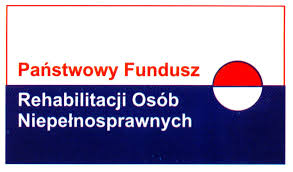 Państwowy Fundusz
Rehabilitacji Osób
Niepełnosprawnych